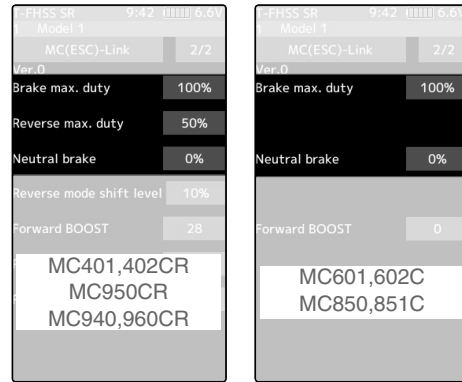 T-FHSS SR 9:42 6.6V
1 Model 1
MC(ESC)-Link 2/2
Ver.0
Brake max. duty 100%
Reverse max. duty 50%
Neutral brake 0%
Reverse mode shift level 10%
Forward BOOST 28
MC401,402CR
MC950CR
MC940,960CR
T-FHSS SR 9:42 6.6V
1 Model 1
MC(ESC)-Link 2/2
Ver.0
Brake max. duty 100%
Neutral brake 0%
Forward BOOST 0
MC601,602C
MC850,851C